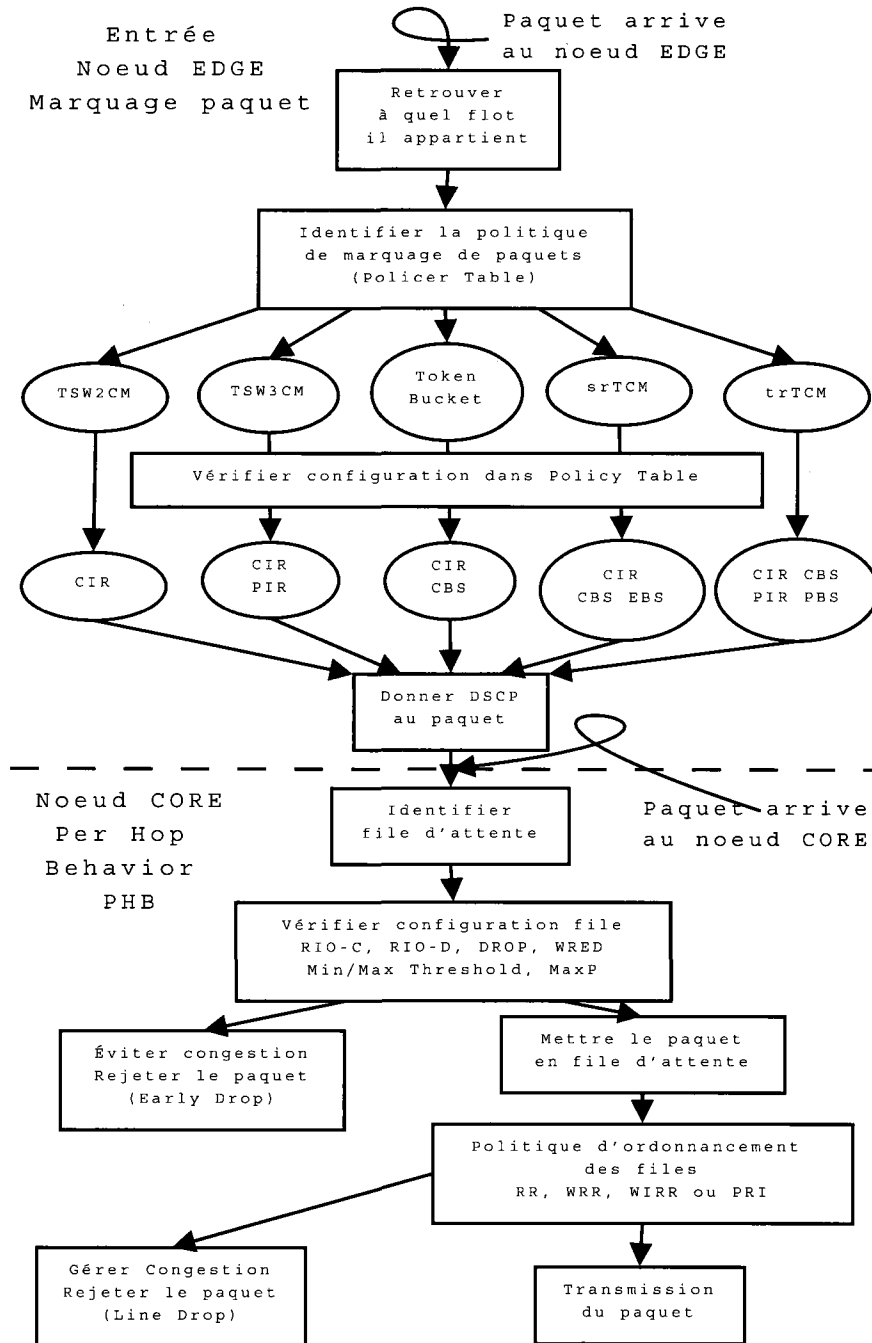 Entrée
Noeud EDGE
Marquage paquet
Paquet arrive
au noeud EDGE
Retrouver
à quel flot
il appartient
Identifier la politique
de marquage de paquets
(Policer Table)
TSW2CM
TSW3CM
Token
Bucket
srTCM
trTCM
Vérifier configuration dans Policy Table
CIR
CIR
PIR
CIR
CBS
CIR
CBS EBS
CIR CBS
PIR PBS
Donner DSCP
au paquet
Noeud CORE
Per Hop
Behavior
PHB
Identifier
file d'attente
Paquet arrive
au noeud CORE
Vérifier configuration file
RIO-C, RIO-D, DROP, WRED
Min/Max Threshold, MaxP
Éviter congestion
Rejeter le paquet
(Early Drop)
Mettre le paquet
en file d'attente
Politique d'ordonnancement
des files
RR, WRR, WIRR ou PRI
Gérer Congestion
Rejeter le paquet
(Line Drop)
Transmission
du paquet